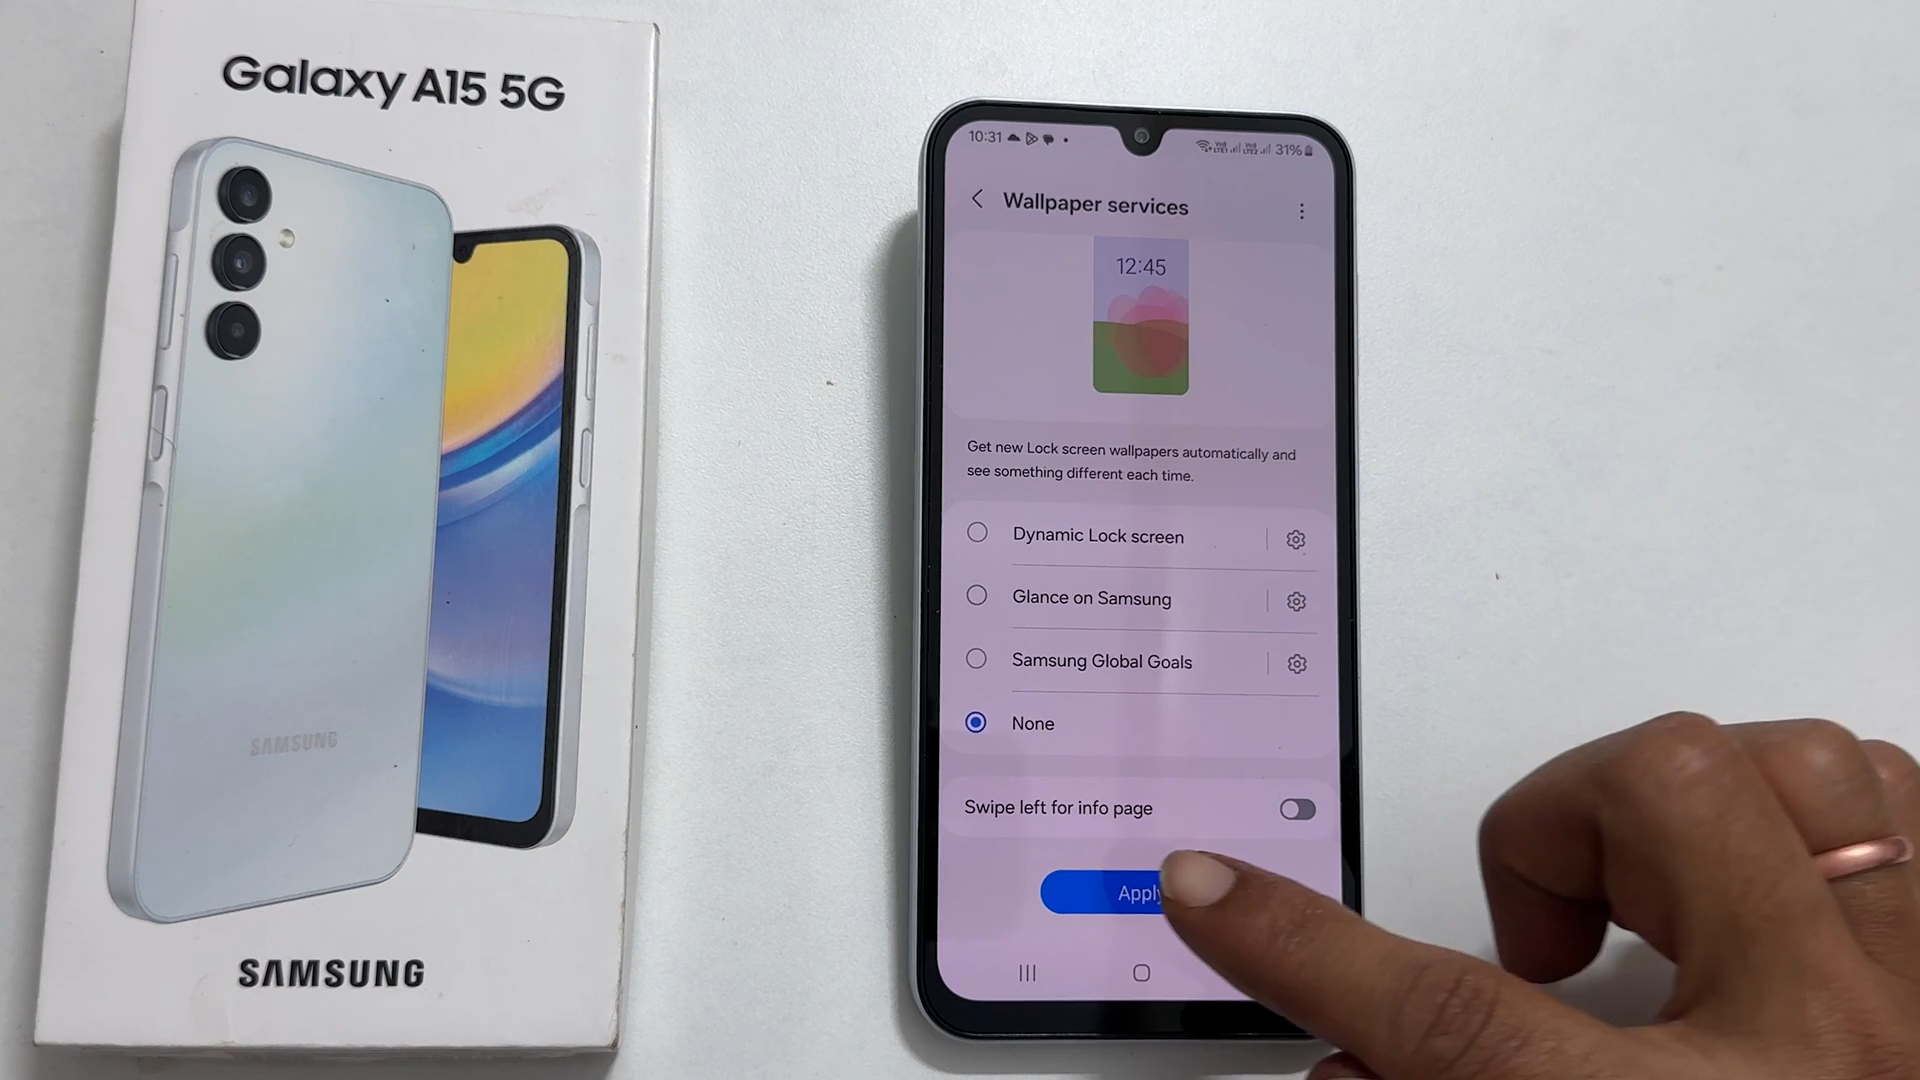 Galaxy A15 5G
SAMSUNG
SAMSUNG
10:31
31%
Wallpaper services
12:45
Get new Lock screen wallpapers automatically and
see something different each time.
Dynamic Lock screen
Glance on Samsung
Samsung Global Goals
None
Swipe left for info page
Apply